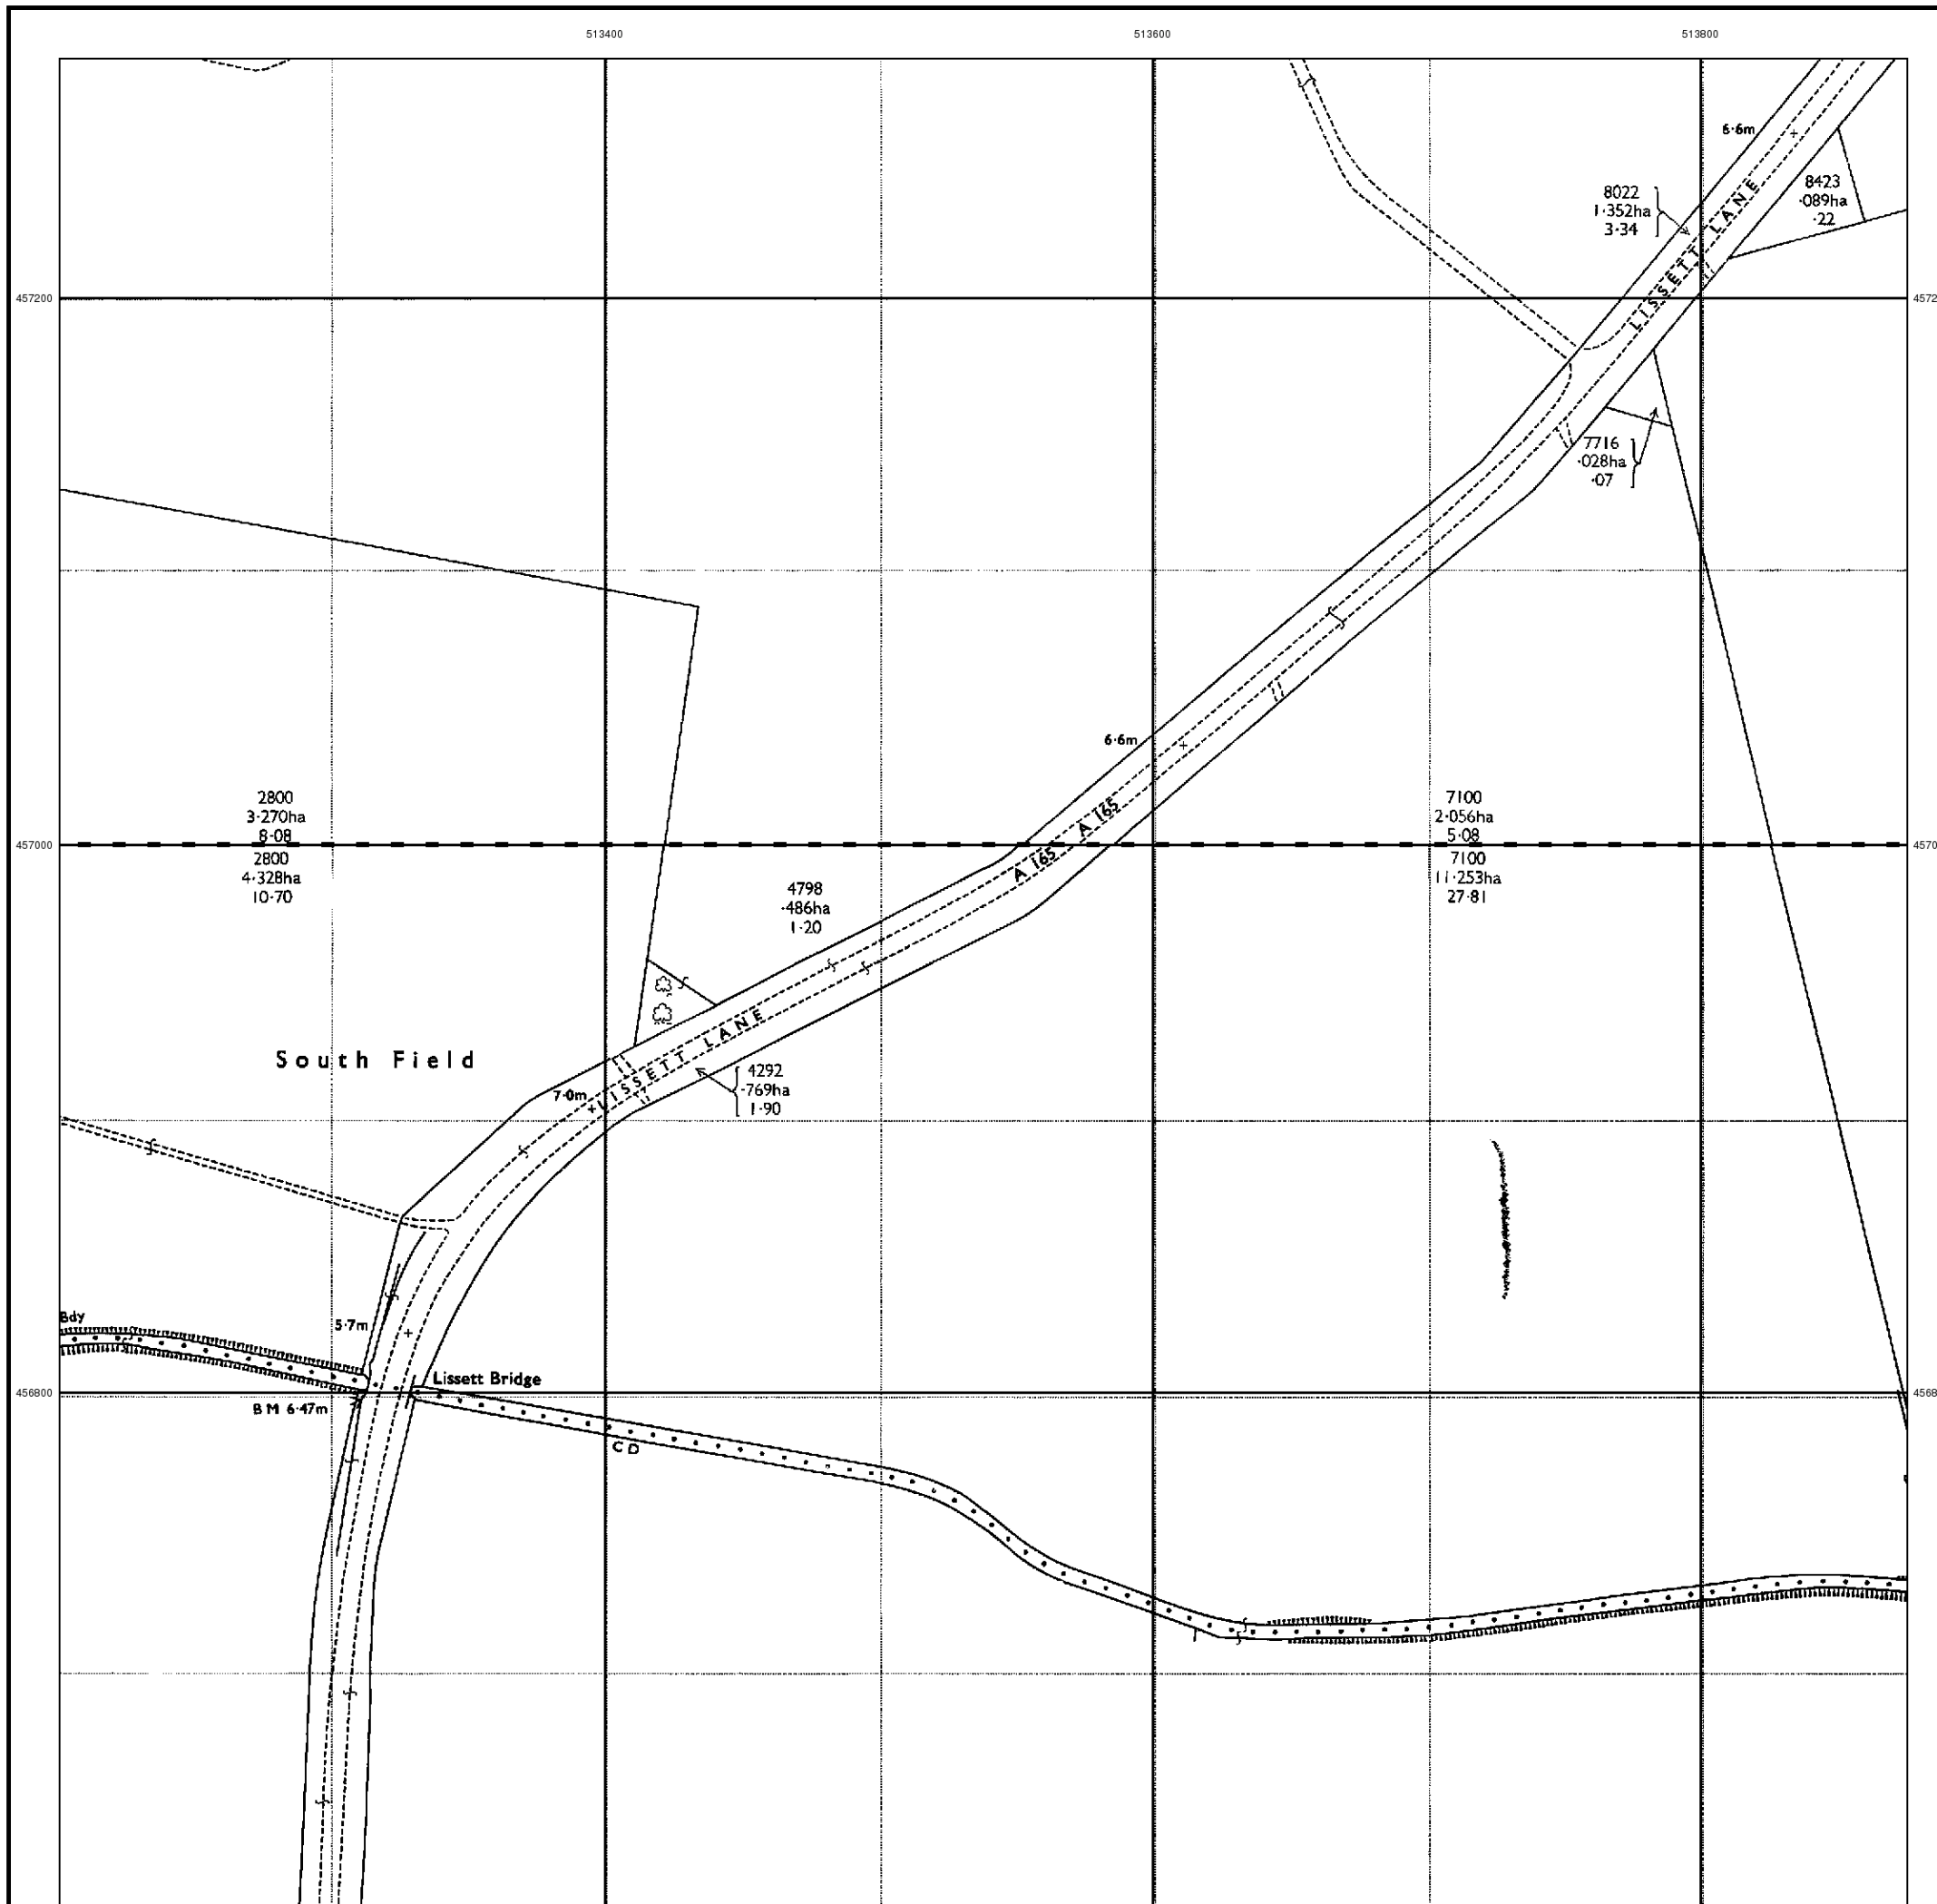 513400
513600
513800
6·6m
8423
·089ha
·22
8022
1·352ha
3·34
LISSETT LANE
457200
4572
7716
·028ha
·07
6·6m
A 165
2800
3·270ha
8·08
7100
2·056ha
5·08
457000
4570
2800
4·328ha
10·70
A 165
7100
11·253ha
27·81
4798
·486ha
1·20
South Field
LISSETT LANE
7·0m
4292
·769ha
1·90
Bdy
5·7m
Lissett Bridge
456800
4568
B M 6·47m
C D